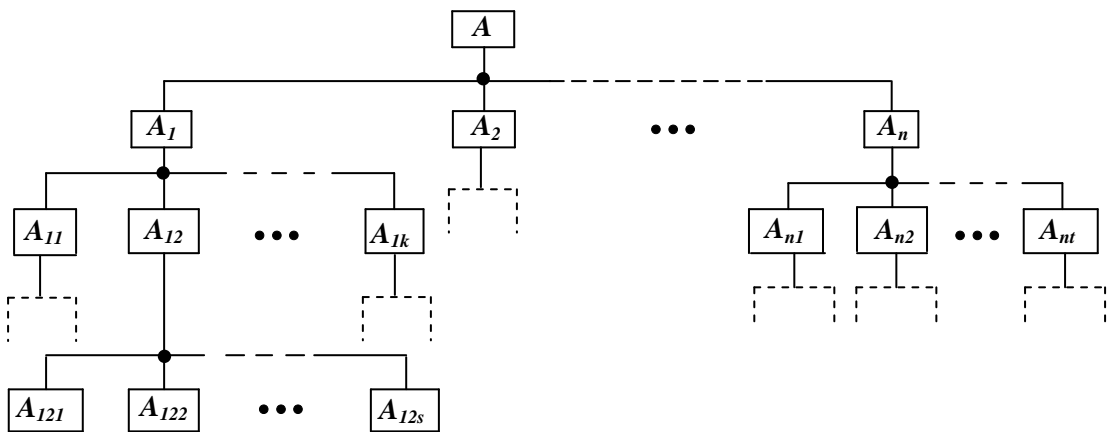 A
A₁ A₂ ••• Aₙ
A₁₁ A₁₂ ••• A₁ₖ Aₙ₁ Aₙ₂ ••• Aₙₜ
A₁₂₁ A₁₂₂ ••• A₁₂ₛ